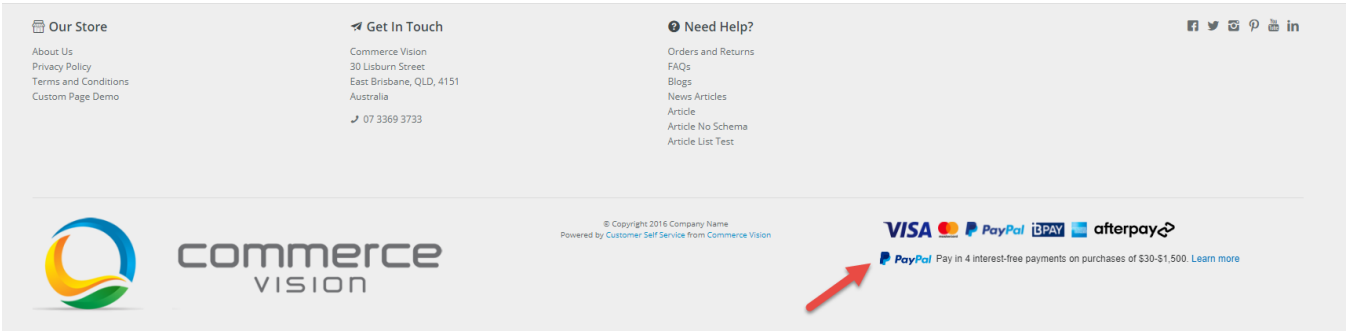 Our Store
About Us
Privacy Policy
Terms and Conditions
Custom Page Demo
Get In Touch
Commerce Vision
30 Lisburn Street
East Brisbane, QLD, 4151
Australia
07 3369 3733
Need Help?
Orders and Returns
FAQs
Blogs
News Articles
Article
Article No Schema
Article List Test
commerce
VISION
© Copyright 2016 Company Name
Powered by Customer Self Service from Commerce Vision
VISA PayPal BPAY afterpay
PayPal Pay in 4 interest-free payments on purchases of $30-$1,500. Learn more